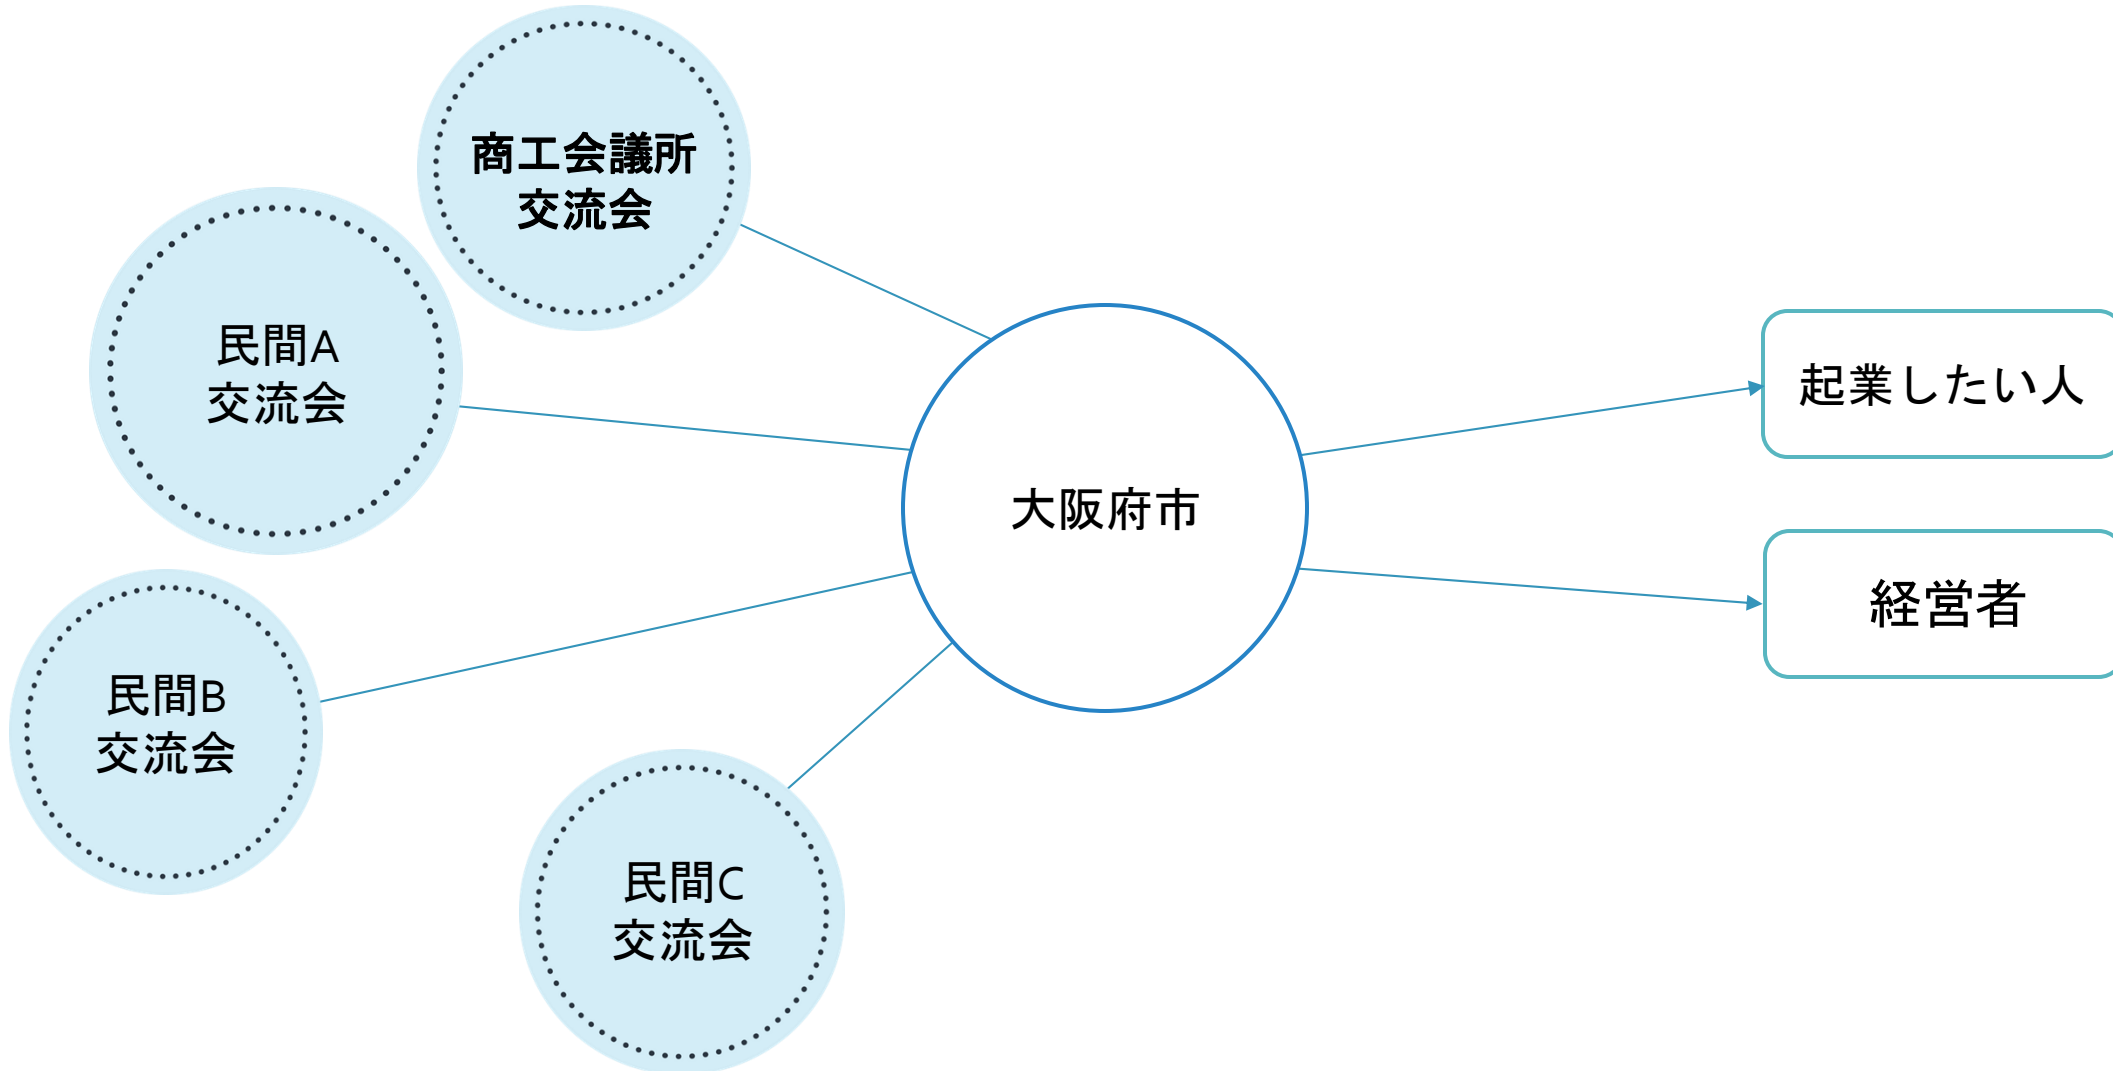 商工会議所
交流会
民間A
交流会
民間B
交流会
民間C
交流会
大阪府市
起業したい人
経営者